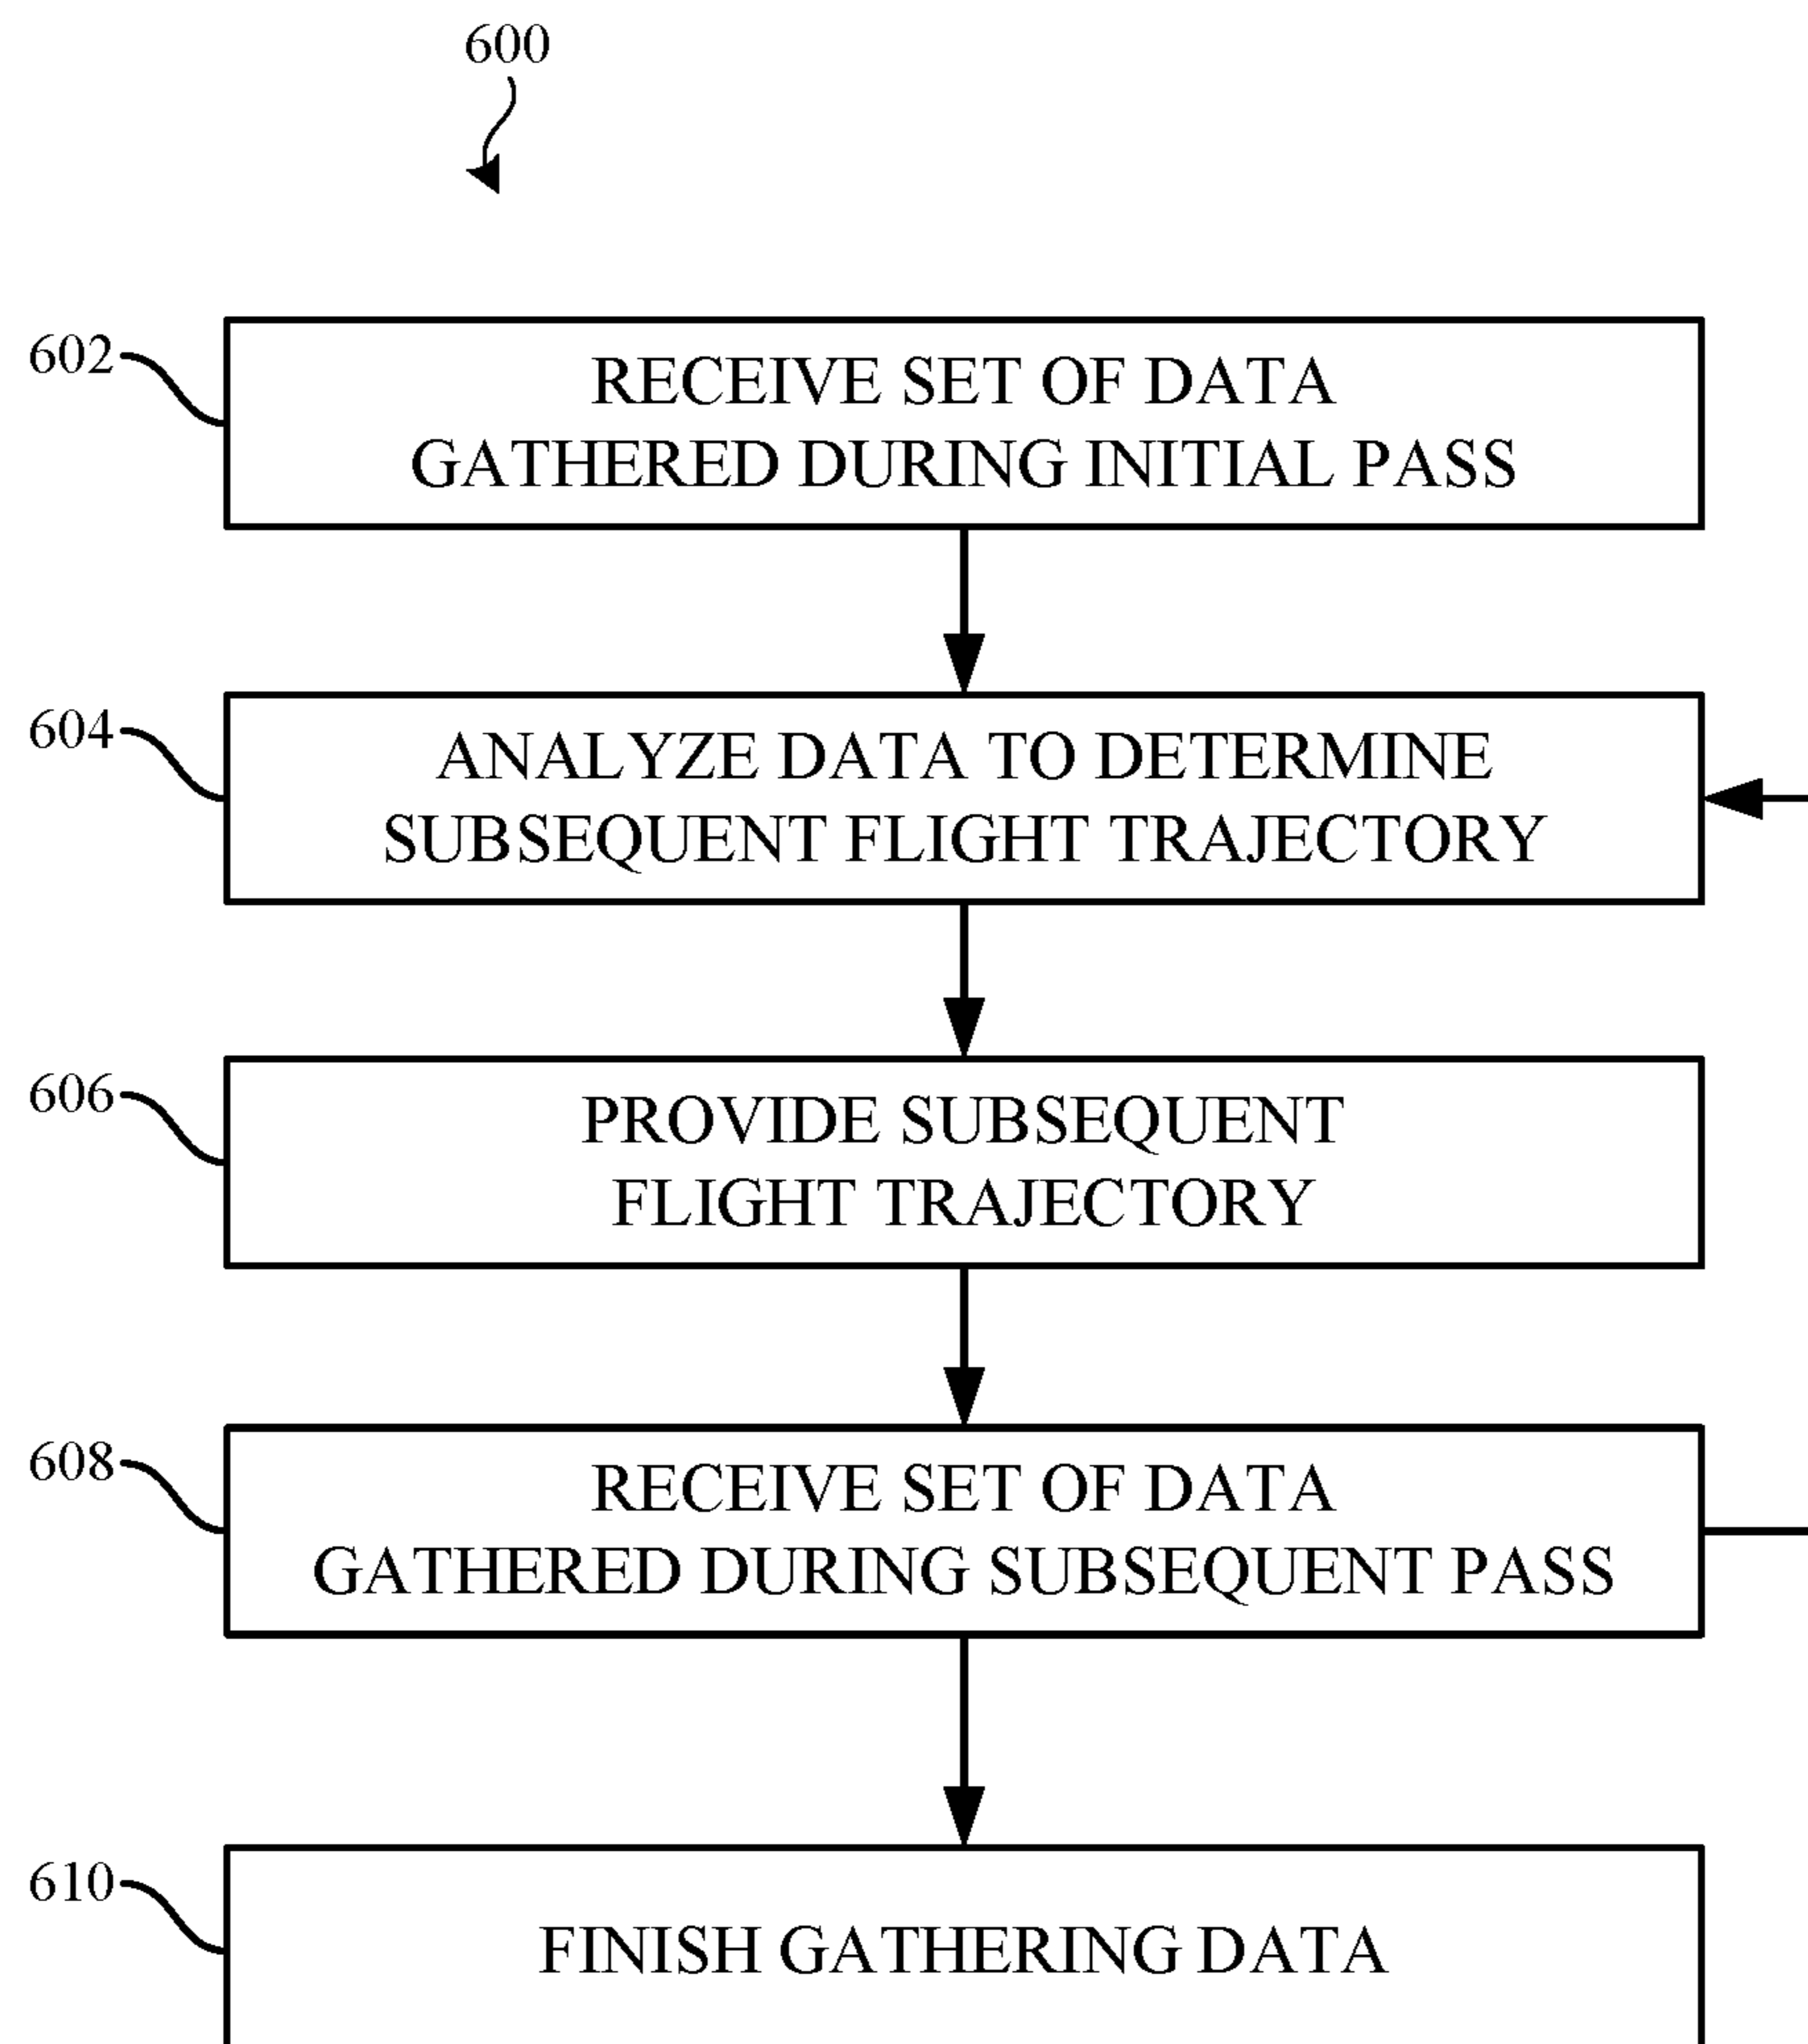 600
602
RECEIVE SET OF DATA
GATHERED DURING INITIAL PASS
604
ANALYZE DATA TO DETERMINE
SUBSEQUENT FLIGHT TRAJECTORY
606
PROVIDE SUBSEQUENT
FLIGHT TRAJECTORY
608
RECEIVE SET OF DATA
GATHERED DURING SUBSEQUENT PASS
610
FINISH GATHERING DATA